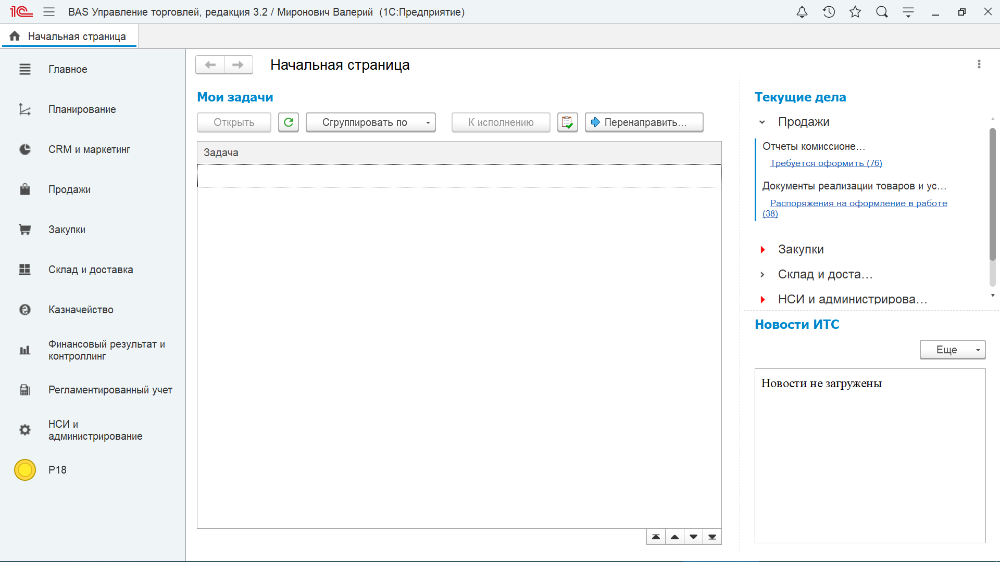 1С BAS Управление торговлей, редакция 3.2 / Миронович Валерий (1С:Предприятие)
Начальная страница
Главное
Планирование
CRM и маркетинг
Продажи
Закупки
Склад и доставка
Казначейство
Финансовый результат и
контроллинг
Регламентированный учет
НСИ и
администрирование
Р18
Начальная страница
Мои задачи
Открыть
Сгруппировать по
К исполнению
Перенаправить...
Задача
Текущие дела
Продажи
Отчеты комиссионе...
Требуется оформить (76)
Документы реализации товаров и ус...
Распоряжения на оформление в работе
(38)
Закупки
Склад и доста...
НСИ и администрирова...
Новости ИТС
Еще
Новости не загружены